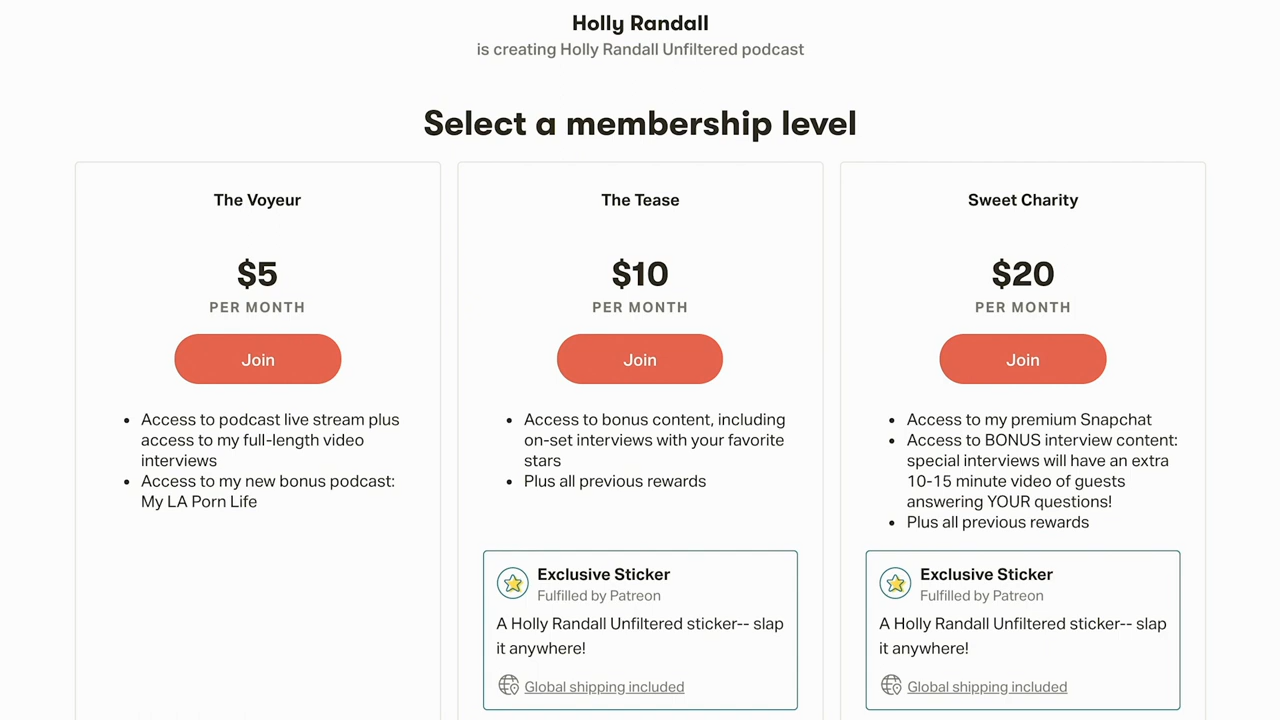 Holly Randall
is creating Holly Randall Unfiltered podcast
Select a membership level
The Voyeur
$5
PER MONTH
Join
• Access to podcast live stream plus
access to my full-length video
interviews
• Access to my new bonus podcast:
My LA Porn Life
The Tease
$10
PER MONTH
Join
• Access to bonus content, including
on-set interviews with your favorite
stars
• Plus all previous rewards
Exclusive Sticker
Fulfilled by Patreon
A Holly Randall Unfiltered sticker-- slap
it anywhere!
Global shipping included
Sweet Charity
$20
PER MONTH
Join
• Access to my premium Snapchat
• Access to BONUS interview content:
special interviews will have an extra
10-15 minute video of guests
answering YOUR questions!
• Plus all previous rewards
Exclusive Sticker
Fulfilled by Patreon
A Holly Randall Unfiltered sticker-- slap
it anywhere!
Global shipping included